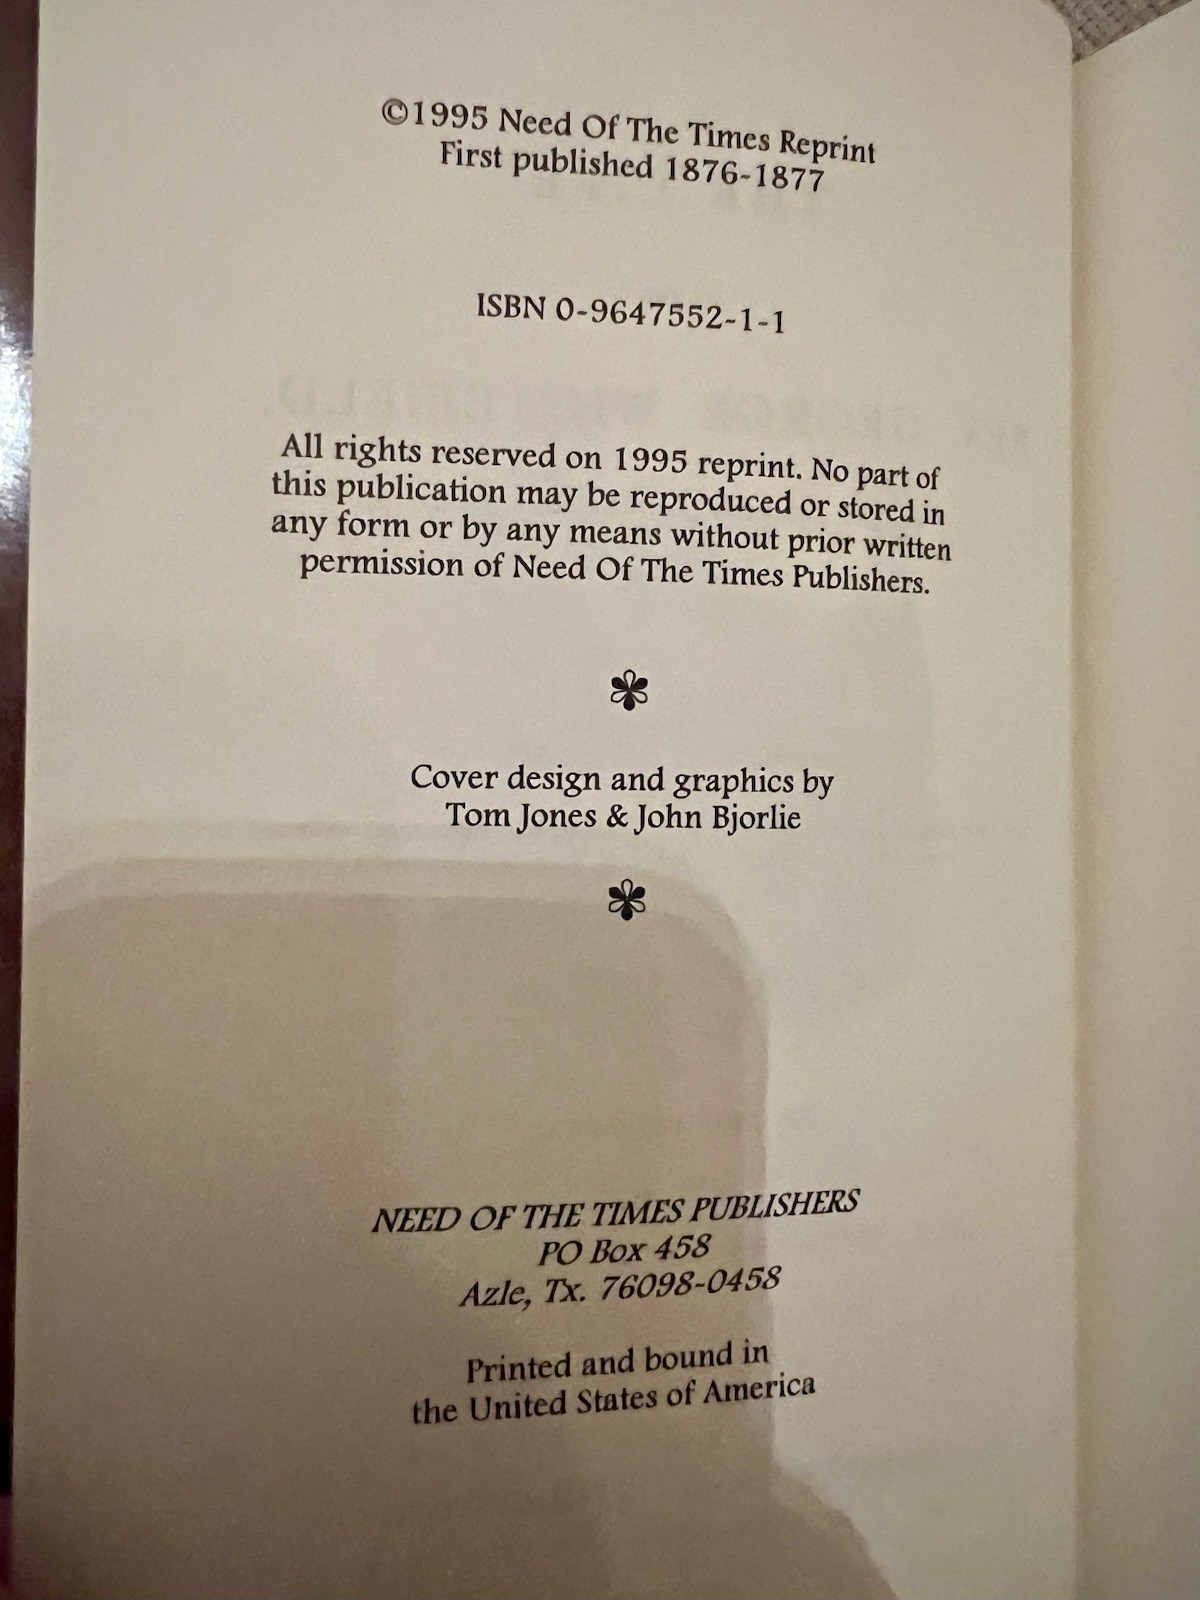 ©1995 Need Of The Times Reprint
First published 1876-1877
ISBN 0-9647552-1-1
All rights reserved on 1995 reprint. No part of
this publication may be reproduced or stored in
any form or by any means without prior written
permission of Need Of The Times Publishers.
Cover design and graphics by
Tom Jones & John Bjorlie
NEED OF THE TIMES PUBLISHERS
PO Box 458
Azle, Tx. 76098-0458
Printed and bound in
the United States of America